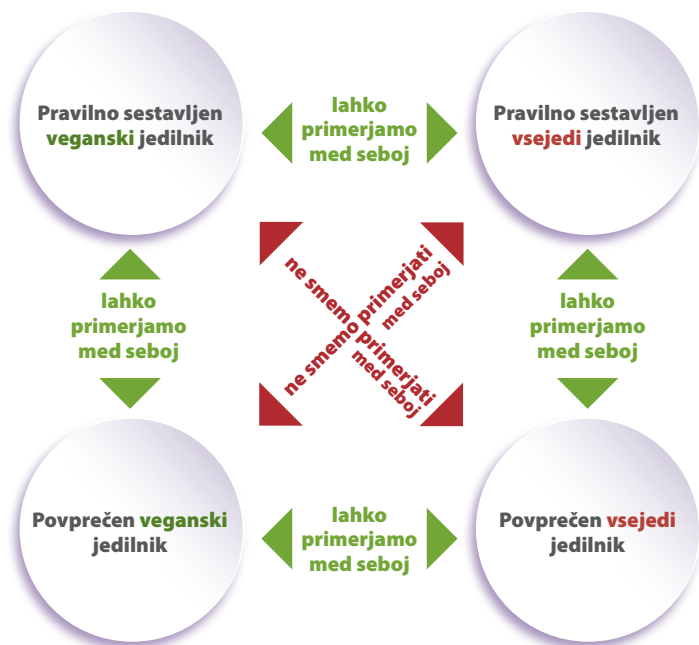 Pravilno sestavljen
veganski jedilnik
lahko
primerjamo
med seboj
Pravilno sestavljen
vsejedi jedilnik
lahko
primerjamo
med seboj
ne smemo primerjati
med seboj
ne smemo primerjati
med seboj
lahko
primerjamo
med seboj
Povprečen veganski
jedilnik
lahko
primerjamo
med seboj
Povprečen vsejedi
jedilnik